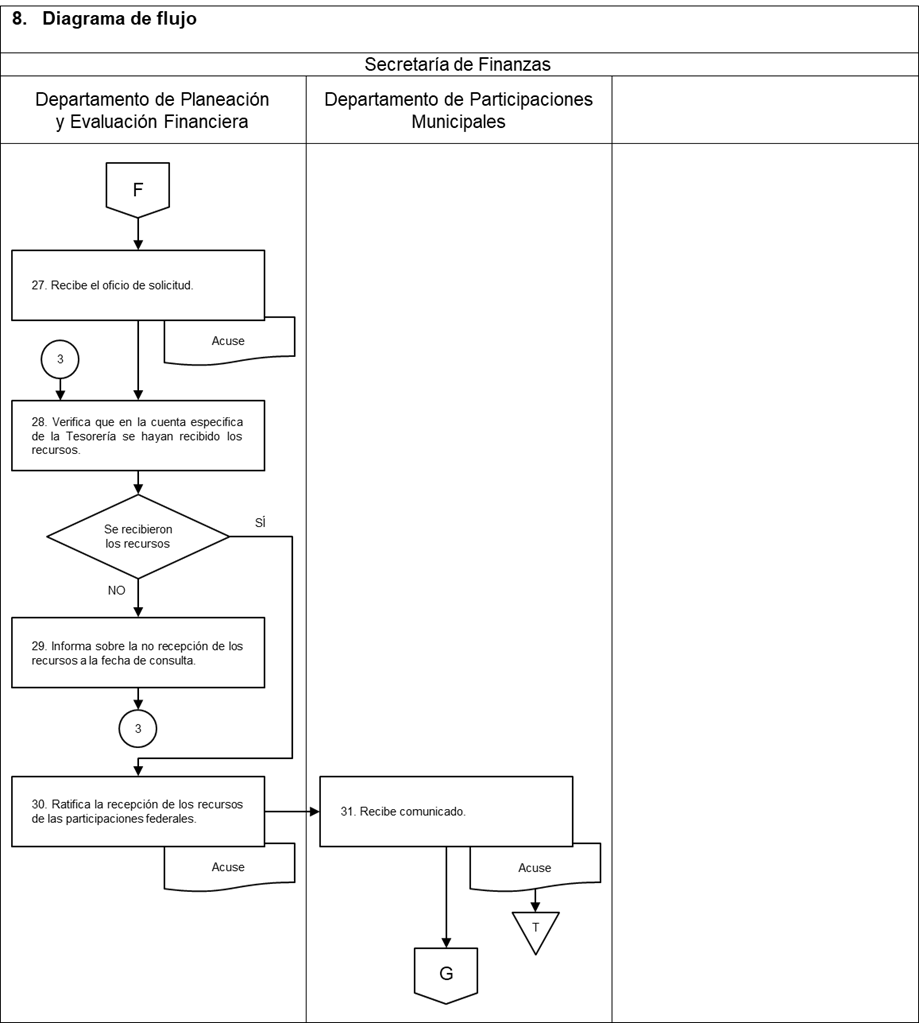 8. Diagrama de flujo
Secretaría de Finanzas
Departamento de Planeación
y Evaluación Financiera
Departamento de Participaciones
Municipales
F
27. Recibe el oficio de solicitud.
Acuse
3
28. Verifica que en la cuenta especifica
de la Tesorería se hayan recibido los
recursos.
Se recibieron
los recursos
SÍ
NO
29. Informa sobre la no recepción de los
recursos a la fecha de consulta.
3
30. Ratifica la recepción de los recursos
de las participaciones federales.
Acuse
31. Recibe comunicado.
Acuse
T
G